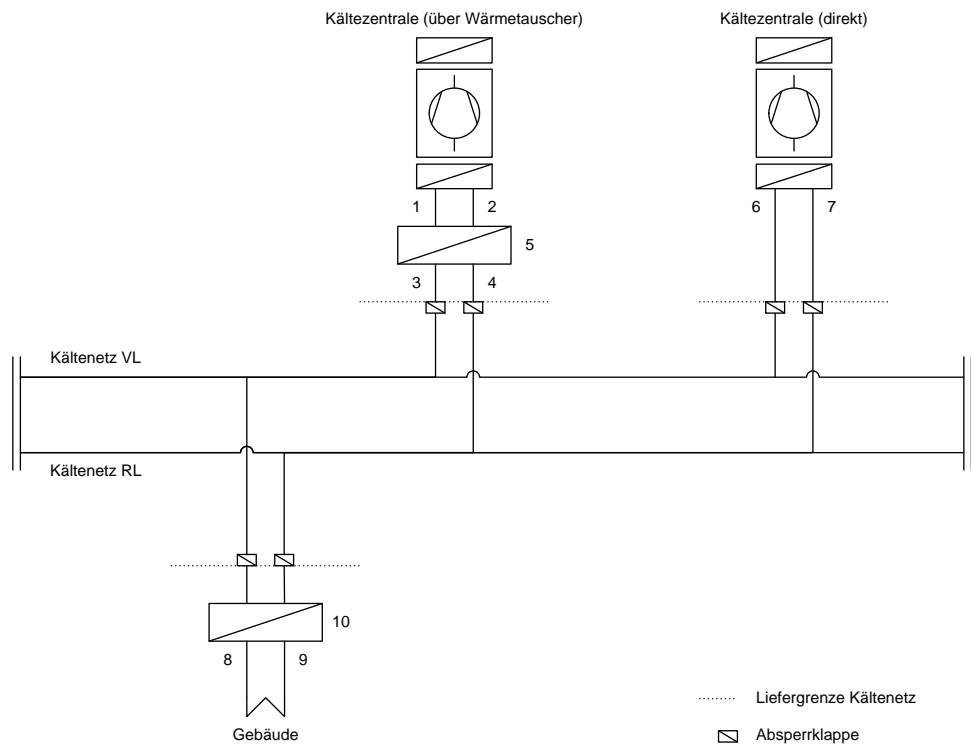 Kältezentrale (über Wärmetauscher)
Kältezentrale (direkt)
1
2
6
7
5
3
4
Kältenetz VL
Kältenetz RL
10
8
9
Gebäude
Liefergrenze Kältenetz
Absperrklappe